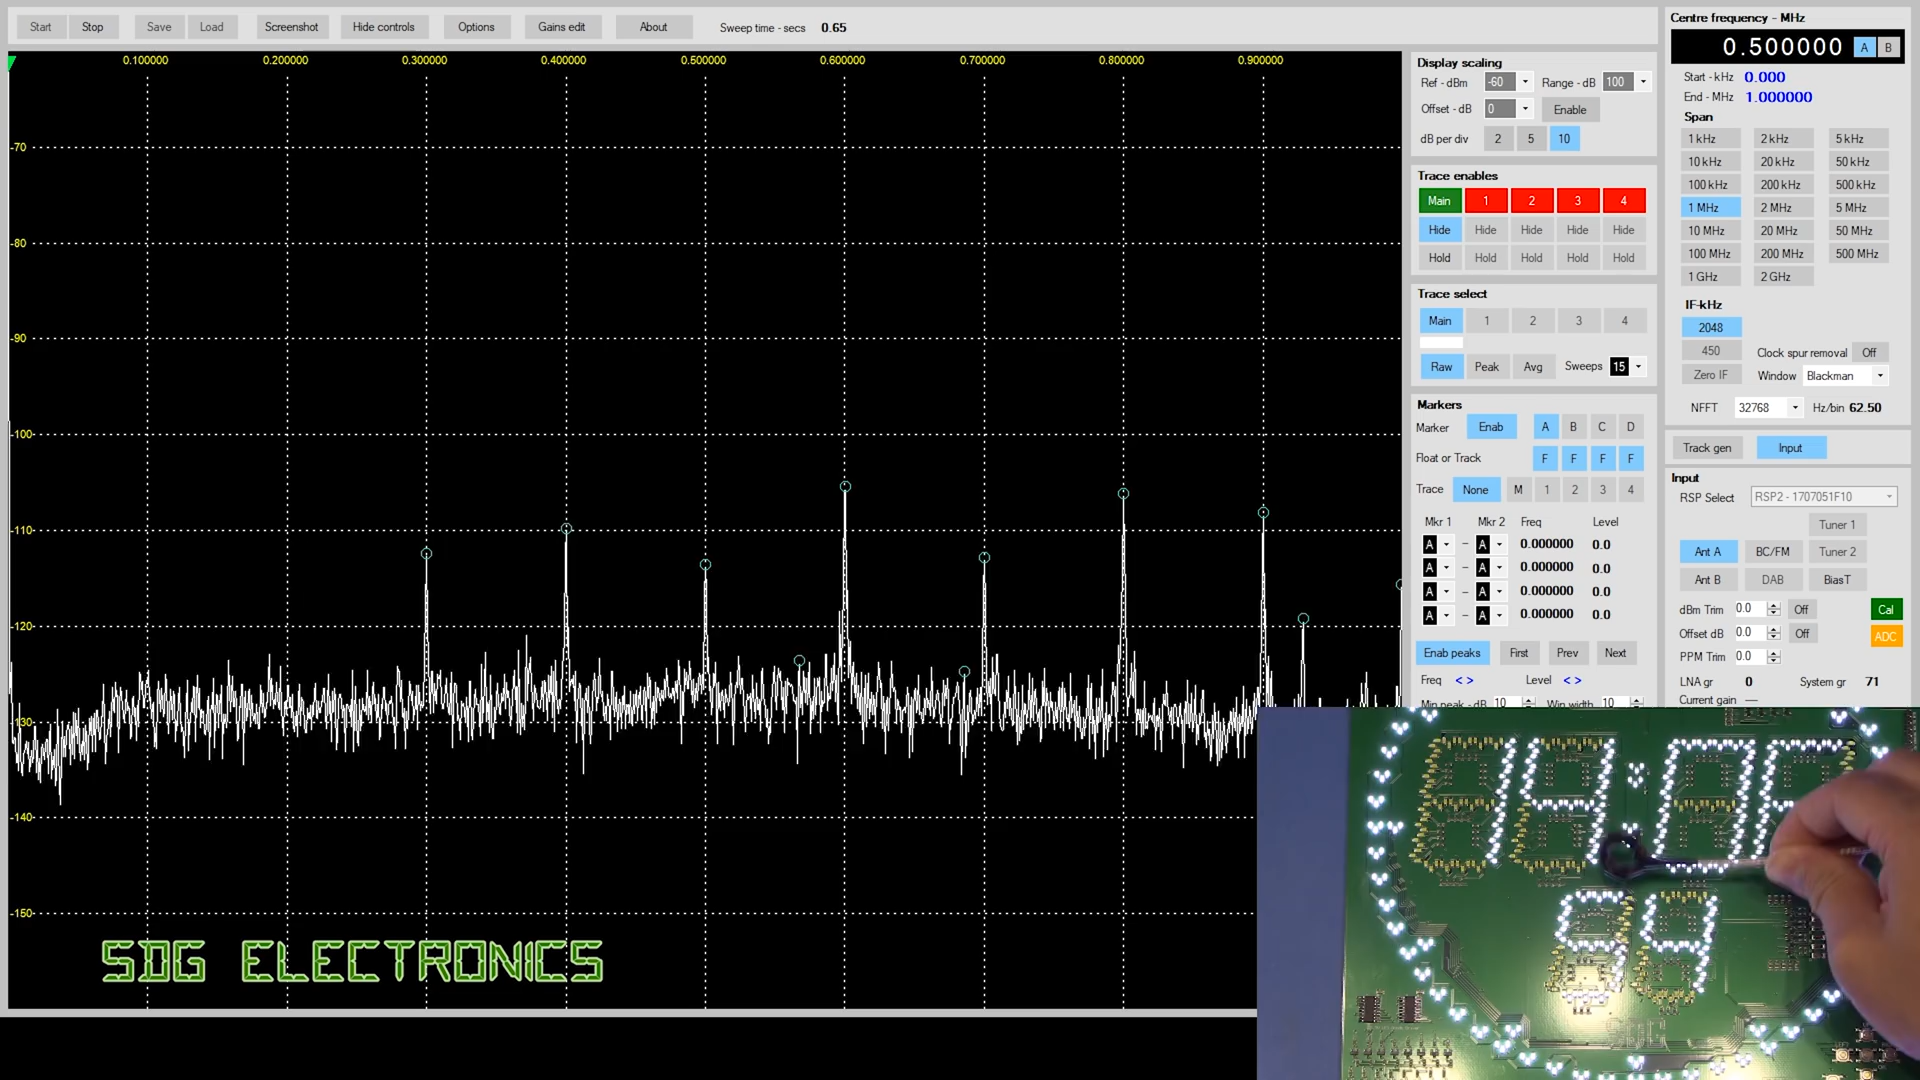 Start Stop Save Load Screenshot Hide controls Options Gains edit About Sweep time - secs 0.65
0.100000 0.200000 0.300000 0.400000 0.500000 0.600000 0.700000 0.800000 0.900000
-70
-80
-90
-100
-110
-120
-130
-140
-150
SDG ELECTRONICS
Display scaling
Ref - dBm -60 Range - dB 100
Offset - dB 0 Enable
dB per div 2 5 10
Trace enables
Main 1 2 3 4
Hide Hide Hide Hide Hide
Hold Hold Hold Hold Hold
Trace select
Main 1 2 3 4
Raw Peak Avg Sweeps 15
Markers
Marker Enab A B C D
Float or Track F F F F
Trace None M 1 2 3 4
Mkr 1 Mkr 2 Freq Level
A - A 0.000000 0.0
A - A 0.000000 0.0
A - A 0.000000 0.0
A - A 0.000000 0.0
Enab peaks First Prev Next
Freq < > Level < >
Min peak - dB 10 Win width 10
Centre frequency - MHz
0.500000 A B
Start - kHz 0.000
End - MHz 1.000000
Span
1 kHz 2 kHz 5 kHz
10 kHz 20 kHz 50 kHz
100 kHz 200 kHz 500 kHz
1 MHz 2 MHz 5 MHz
10 MHz 20 MHz 50 MHz
100 MHz 200 MHz 500 MHz
1 GHz 2 GHz
IF-kHz
2048
450 Clock spur removal Off
Zero IF Window Blackman
NFFT 32768 Hz/bin 62.50
Track gen Input
Input
RSP Select RSP2 - 1707051F10
Tuner 1
Ant A BC/FM Tuner 2
Ant B DAB BiasT
dBm Trim 0.0 Off Cal
Offset dB 0.0 Off ADC
PPM Trim 0.0
LNA gr 0 System gr 71
Current gain ---